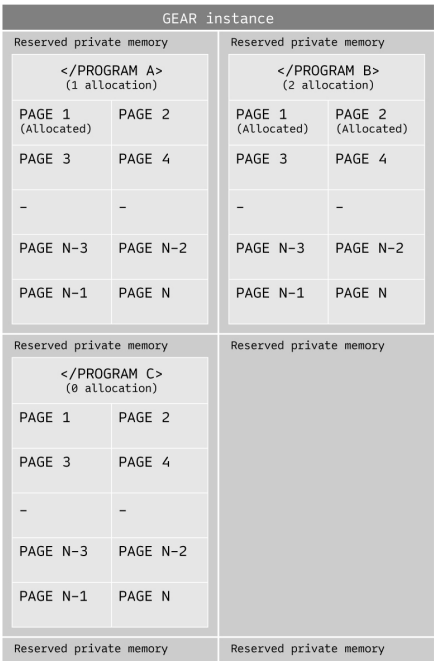 GEAR instance
Reserved private memory
</PROGRAM A>
(1 allocation)
PAGE 1
(Allocated)
PAGE 2
PAGE 3
PAGE 4
–
–
PAGE N–3
PAGE N–2
PAGE N–1
PAGE N
Reserved private memory
</PROGRAM B>
(2 allocation)
PAGE 1
(Allocated)
PAGE 2
(Allocated)
PAGE 3
PAGE 4
–
–
PAGE N–3
PAGE N–2
PAGE N–1
PAGE N
Reserved private memory
</PROGRAM C>
(0 allocation)
PAGE 1
PAGE 2
PAGE 3
PAGE 4
–
–
PAGE N–3
PAGE N–2
PAGE N–1
PAGE N
Reserved private memory
Reserved private memory
Reserved private memory